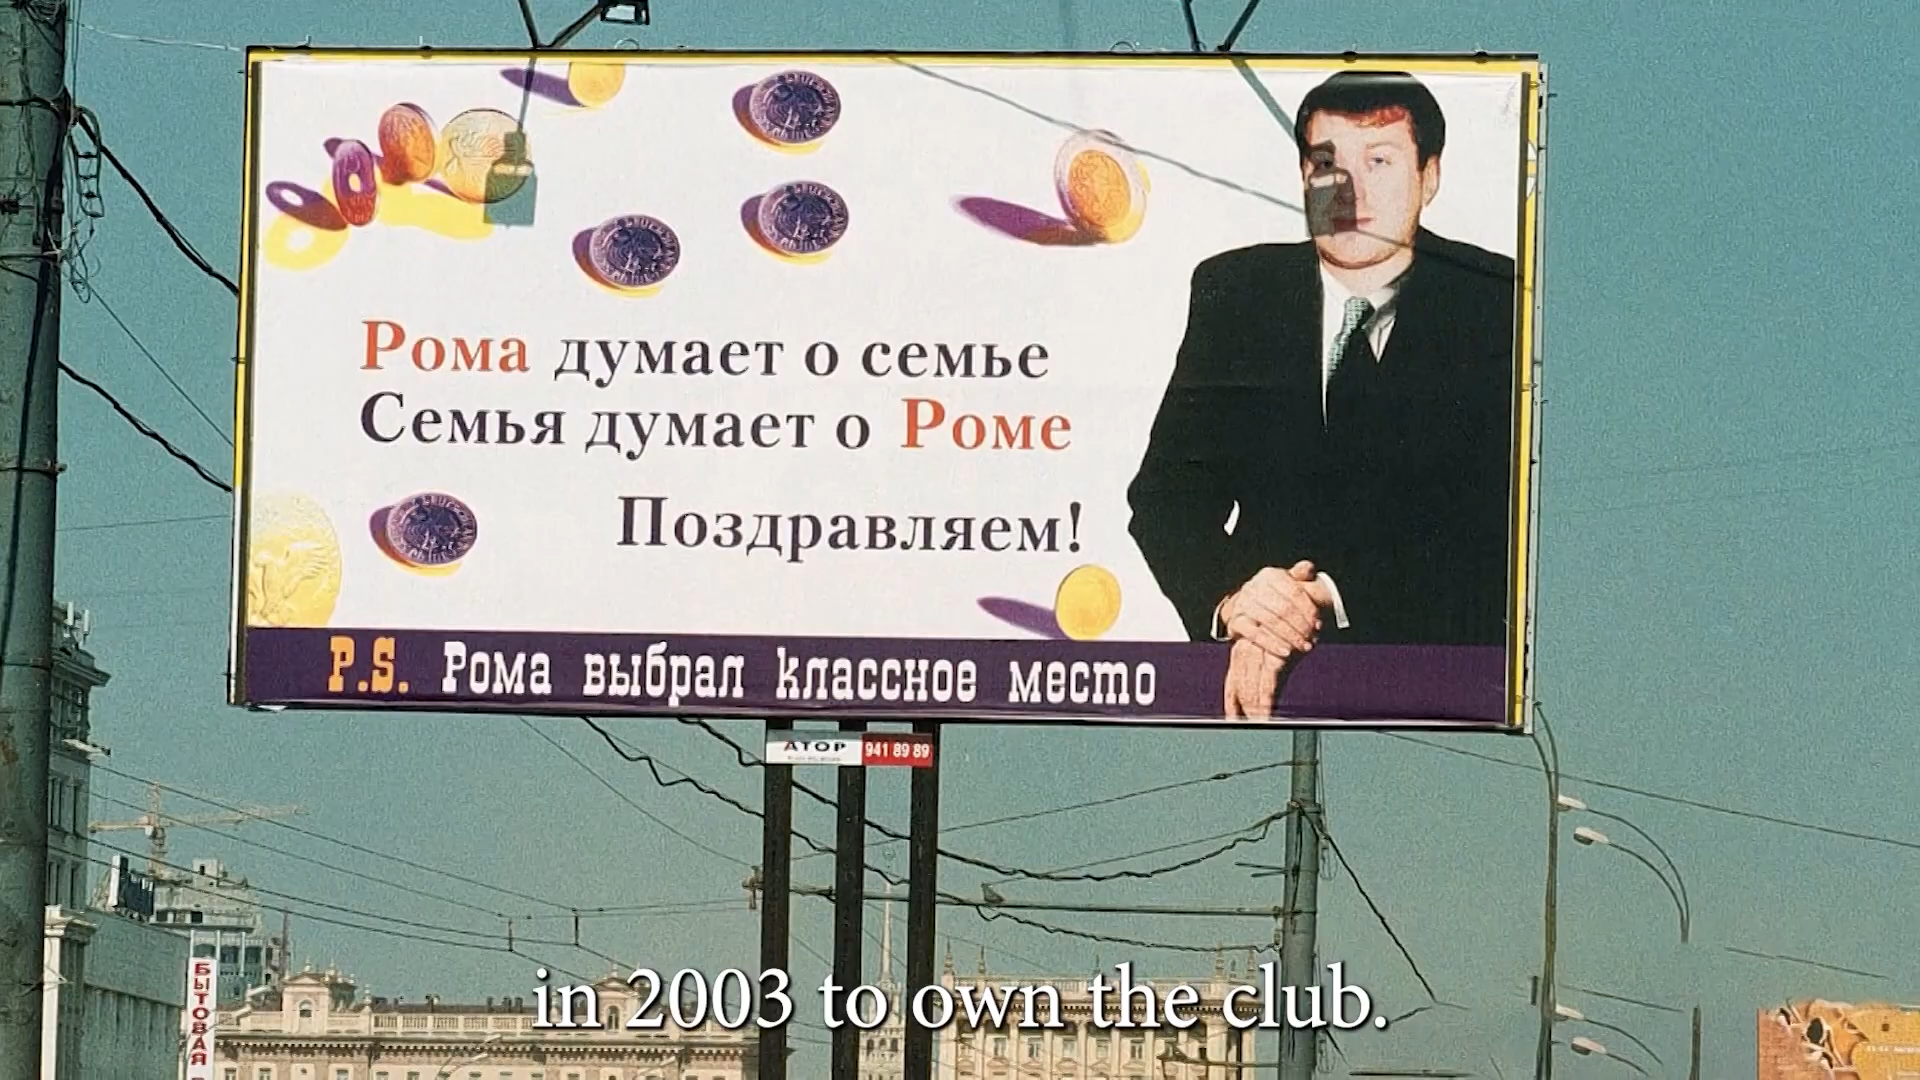 Рома думает о семье
Семья думает о Роме
Поздравляем!
P.S. Рома выбрал классное место
АТОР 941 89 89
БЫТОВАЯ
in 2003 to own the club.